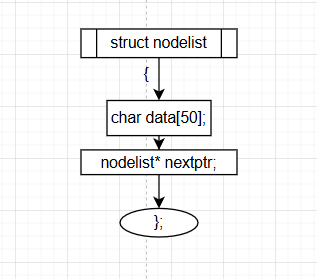 struct nodelist
{
char data[50];
nodelist* nextptr;
};